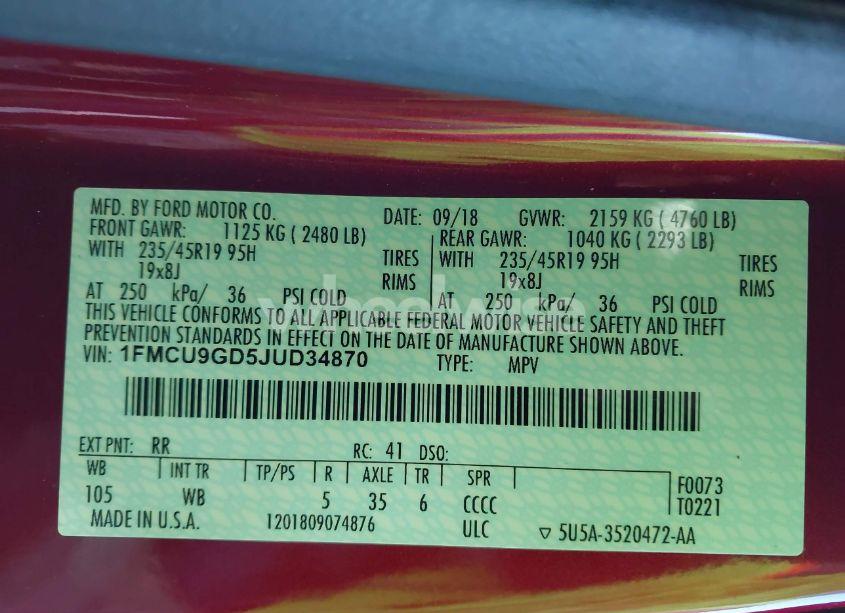 MFD. BY FORD MOTOR CO. DATE: 09/18 GVWR: 2159 KG ( 4760 LB)
FRONT GAWR: 1125 KG ( 2480 LB) REAR GAWR: 1040 KG ( 2293 LB)
WITH 235/45R19 95H TIRES WITH 235/45R19 95H TIRES
19x8J RIMS 19x8J RIMS
AT 250 kPa/ 36 PSI COLD AT 250 kPa/ 36 PSI COLD
THIS VEHICLE CONFORMS TO ALL APPLICABLE FEDERAL MOTOR VEHICLE SAFETY AND THEFT
PREVENTION STANDARDS IN EFFECT ON THE DATE OF MANUFACTURE SHOWN ABOVE.
VIN: 1FMCU9GD5JUD34870 TYPE: MPV
EXT PNT: RR RC: 41 DSO:
WB INT TR TP/PS R AXLE TR SPR F0073
105 WB 5 35 6 CCCC T0221
MADE IN U.S.A. 1201809074876 ULC 5U5A-3520472-AA